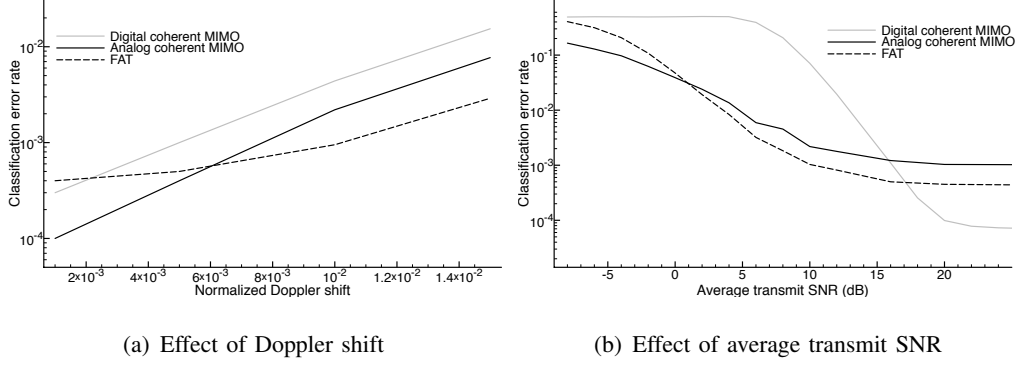 Digital coherent MIMO
Analog coherent MIMO
FAT
Classification error rate
10⁻²
10⁻³
10⁻⁴
2×10⁻³ 4×10⁻³ 6×10⁻³ 8×10⁻³ 10⁻² 1.2×10⁻² 1.4×10⁻²
Normalized Doppler shift
(a) Effect of Doppler shift
Digital coherent MIMO
Analog coherent MIMO
FAT
Classification error rate
10⁻¹
10⁻²
10⁻³
10⁻⁴
-5 0 5 10 15 20
Average transmit SNR (dB)
(b) Effect of average transmit SNR